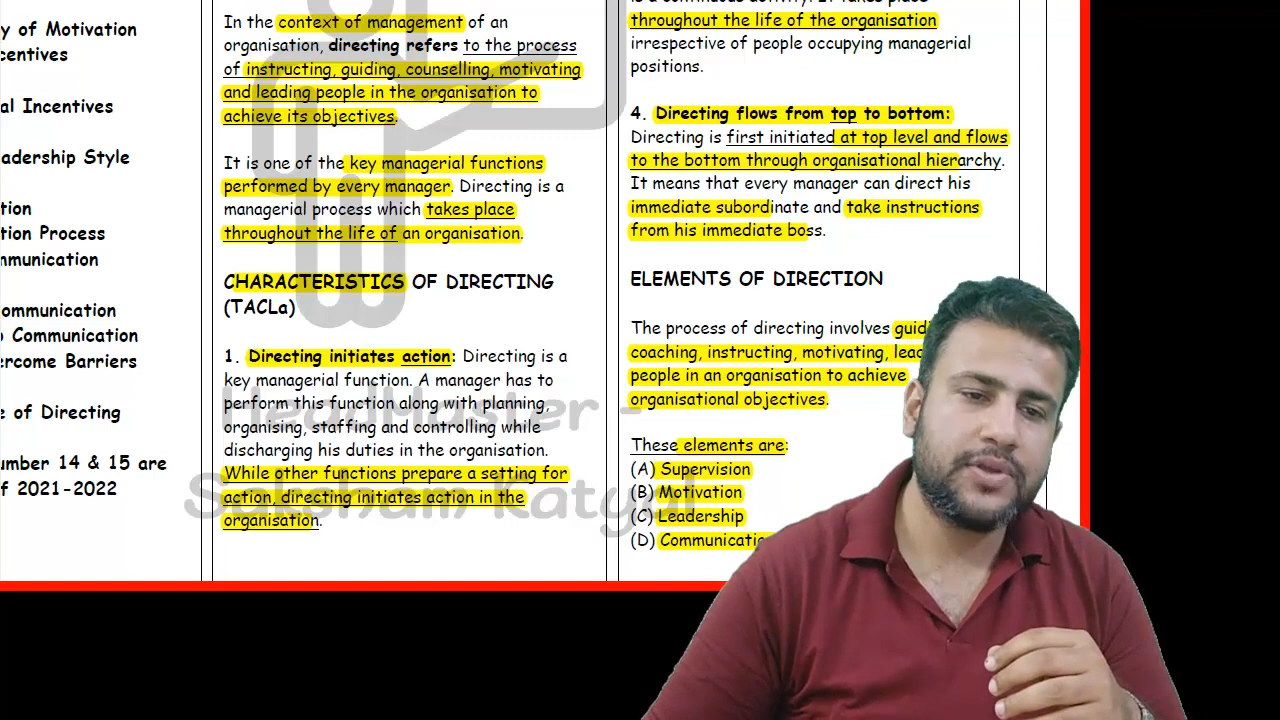 y of Motivation
centives
al Incentives
eadership Style
tion
tion Process
mmunication
ommunication
o Communication
ercome Barriers
e of Directing
umber 14 & 15 are
f 2021-2022
In the context of management of an
organisation, directing refers to the process
of instructing, guiding, counselling, motivating
and leading people in the organisation to
achieve its objectives.
It is one of the key managerial functions
performed by every manager. Directing is a
managerial process which takes place
throughout the life of an organisation.
CHARACTERISTICS OF DIRECTING
(TACLa)
1. Directing initiates action: Directing is a
key managerial function. A manager has to
perform this function along with planning,
organising, staffing and controlling while
discharging his duties in the organisation.
While other functions prepare a setting for
action, directing initiates action in the
organisation.
throughout the life of the organisation
irrespective of people occupying managerial
positions.
4. Directing flows from top to bottom:
Directing is first initiated at top level and flows
to the bottom through organisational hierarchy.
It means that every manager can direct his
immediate subordinate and take instructions
from his immediate boss.
ELEMENTS OF DIRECTION
The process of directing involves guid
coaching, instructing, motivating, lead
people in an organisation to achieve
organisational objectives.
These elements are:
(A) Supervision
(B) Motivation
(C) Leadership
(D) Communicatio
HeadMaster -
Saksham Katyal